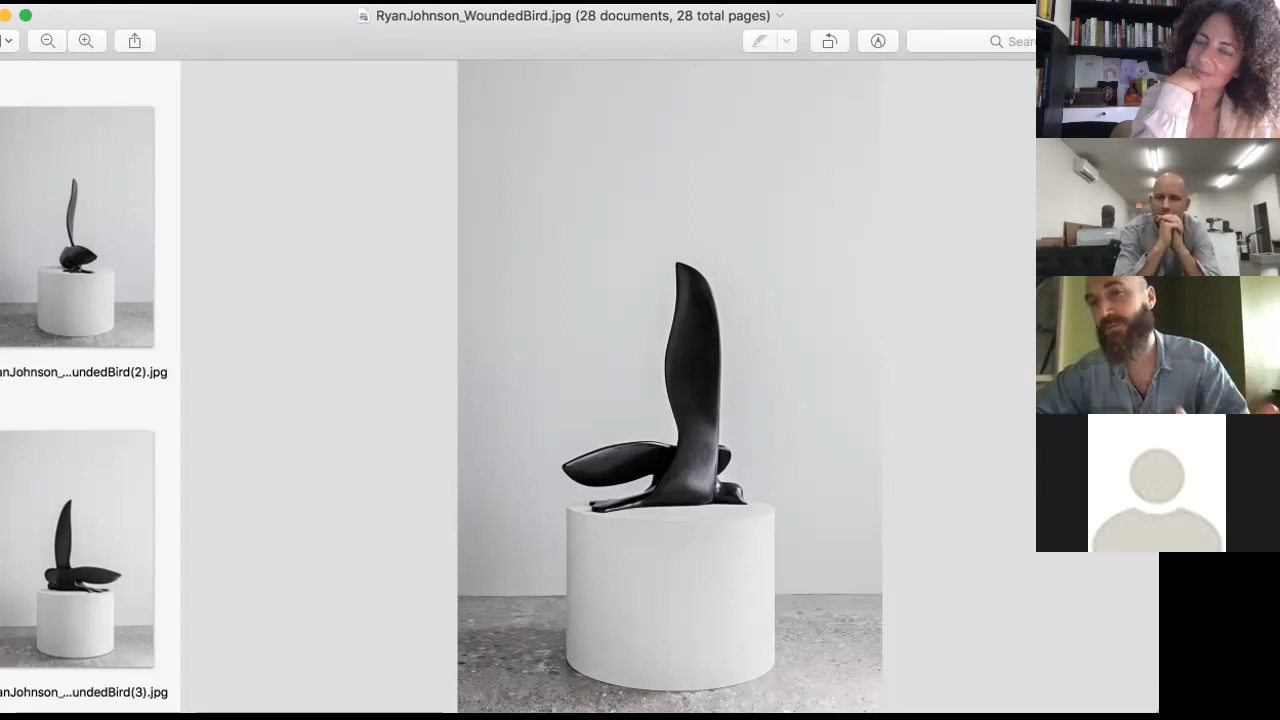 RyanJohnson_WoundedBird.jpg (28 documents, 28 total pages)
Sear
anJohnson_...undedBird(2).jpg
anJohnson_...undedBird(3).jpg